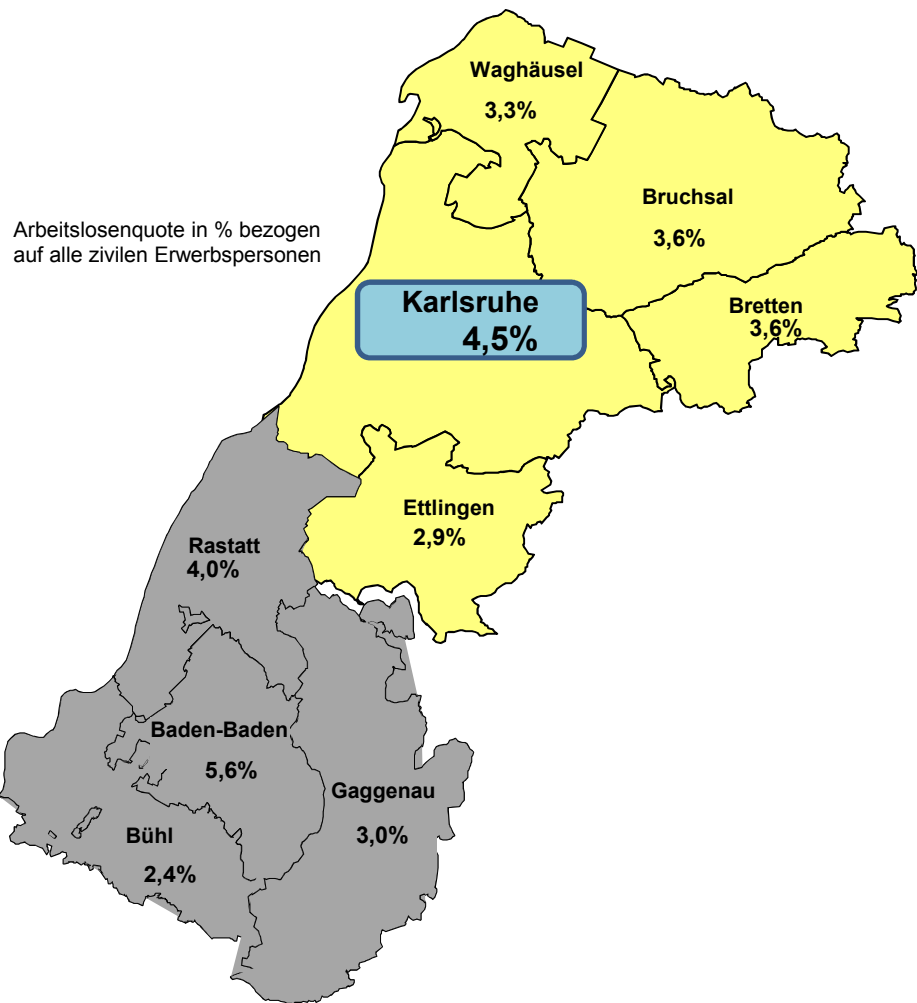 Waghäusel
3,3%
Bruchsal
3,6%
Arbeitslosenquote in % bezogen
auf alle zivilen Erwerbspersonen
Karlsruhe
4,5%
Bretten
3,6%
Ettlingen
2,9%
Rastatt
4,0%
Baden-Baden
5,6%
Gaggenau
3,0%
Bühl
2,4%